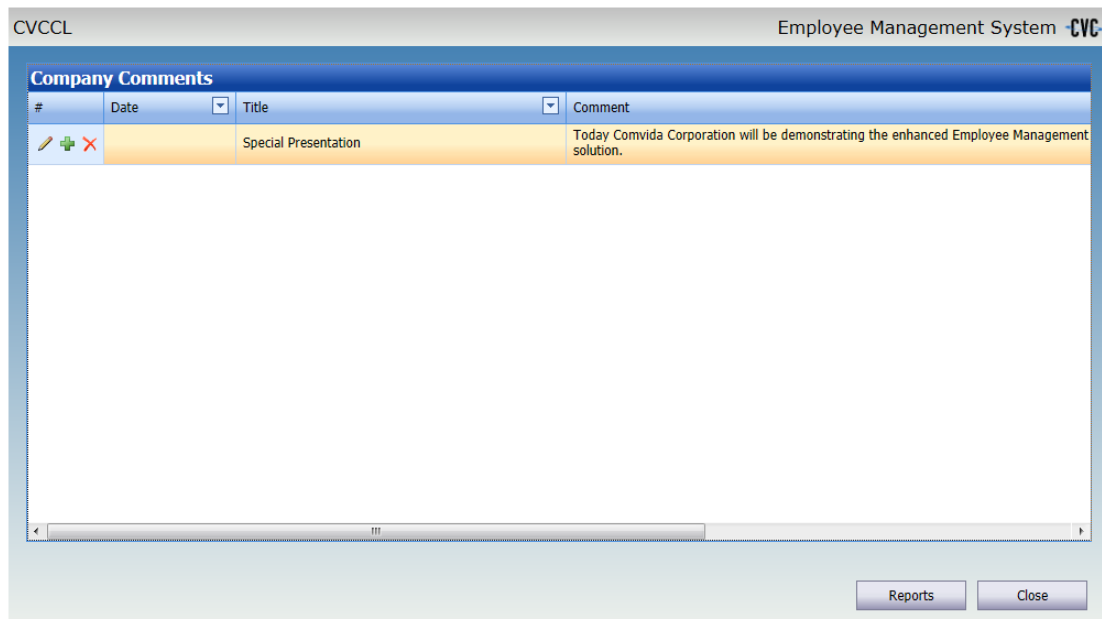 CVCCL
Employee Management System CVC
Company Comments
# Date Title Comment
Special Presentation
Today Comvida Corporation will be demonstrating the enhanced Employee Management
solution.
Reports Close